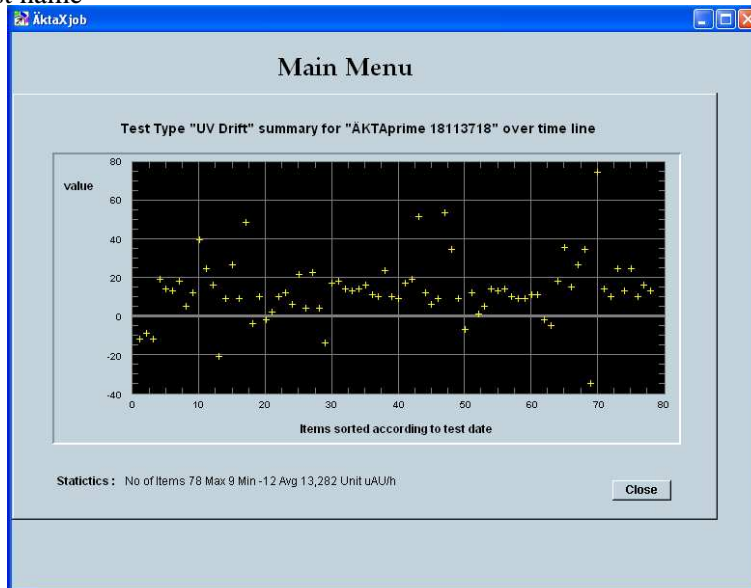 st name
ÄktaXjob
Main Menu
Test Type "UV Drift" summary for "ÄKTAprime 18113718" over time line
value
80
60
40
20
0
-20
-40
0 10 20 30 40 50 60 70 80
Items sorted according to test date
Statictics : No of Items 78 Max 9 Min -12 Avg 13,282 Unit uAU/h
Close